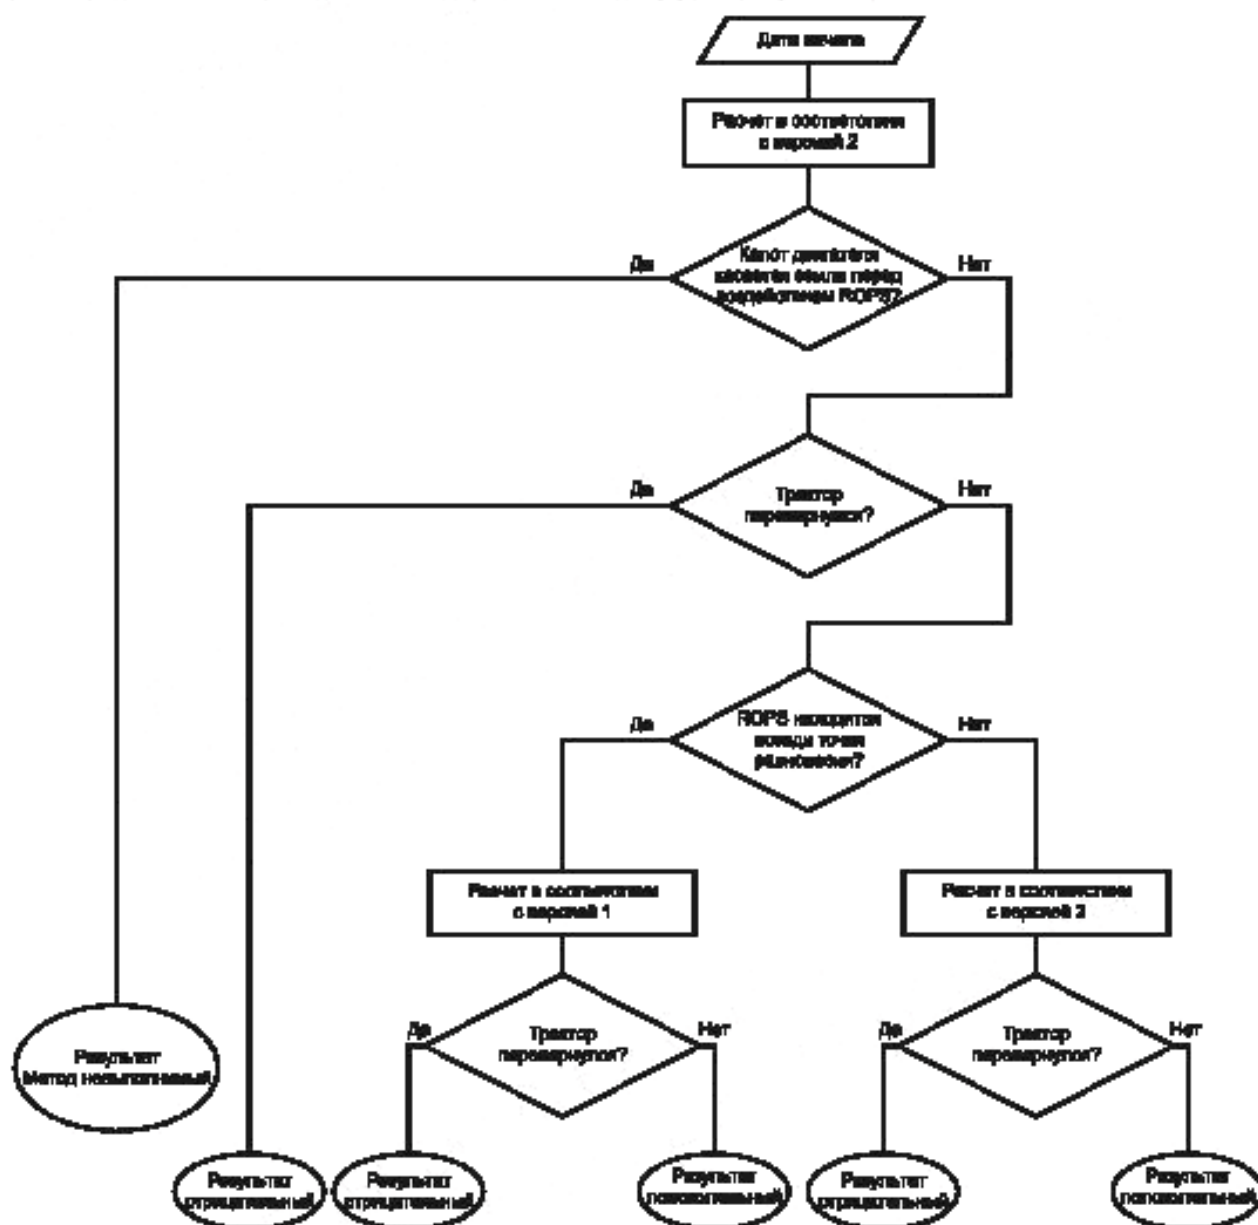 Дата начала
Расчет в соответствии
с версией 2
Да
Капот двигателя
касается земли перед
воздействием ROPS?
Нет
Да
Трактор
перевернулся?
Нет
Да
ROPS находится
позади точки
равновесия?
Нет
Расчет в соответствии
с версией 1
Расчет в соответствии
с версией 3
Да
Трактор
перевернулся?
Нет
Да
Трактор
перевернулся?
Нет
Результат
Метод невыполнимый
Результат
отрицательный
Результат
отрицательный
Результат
положительный
Результат
отрицательный
Результат
положительный